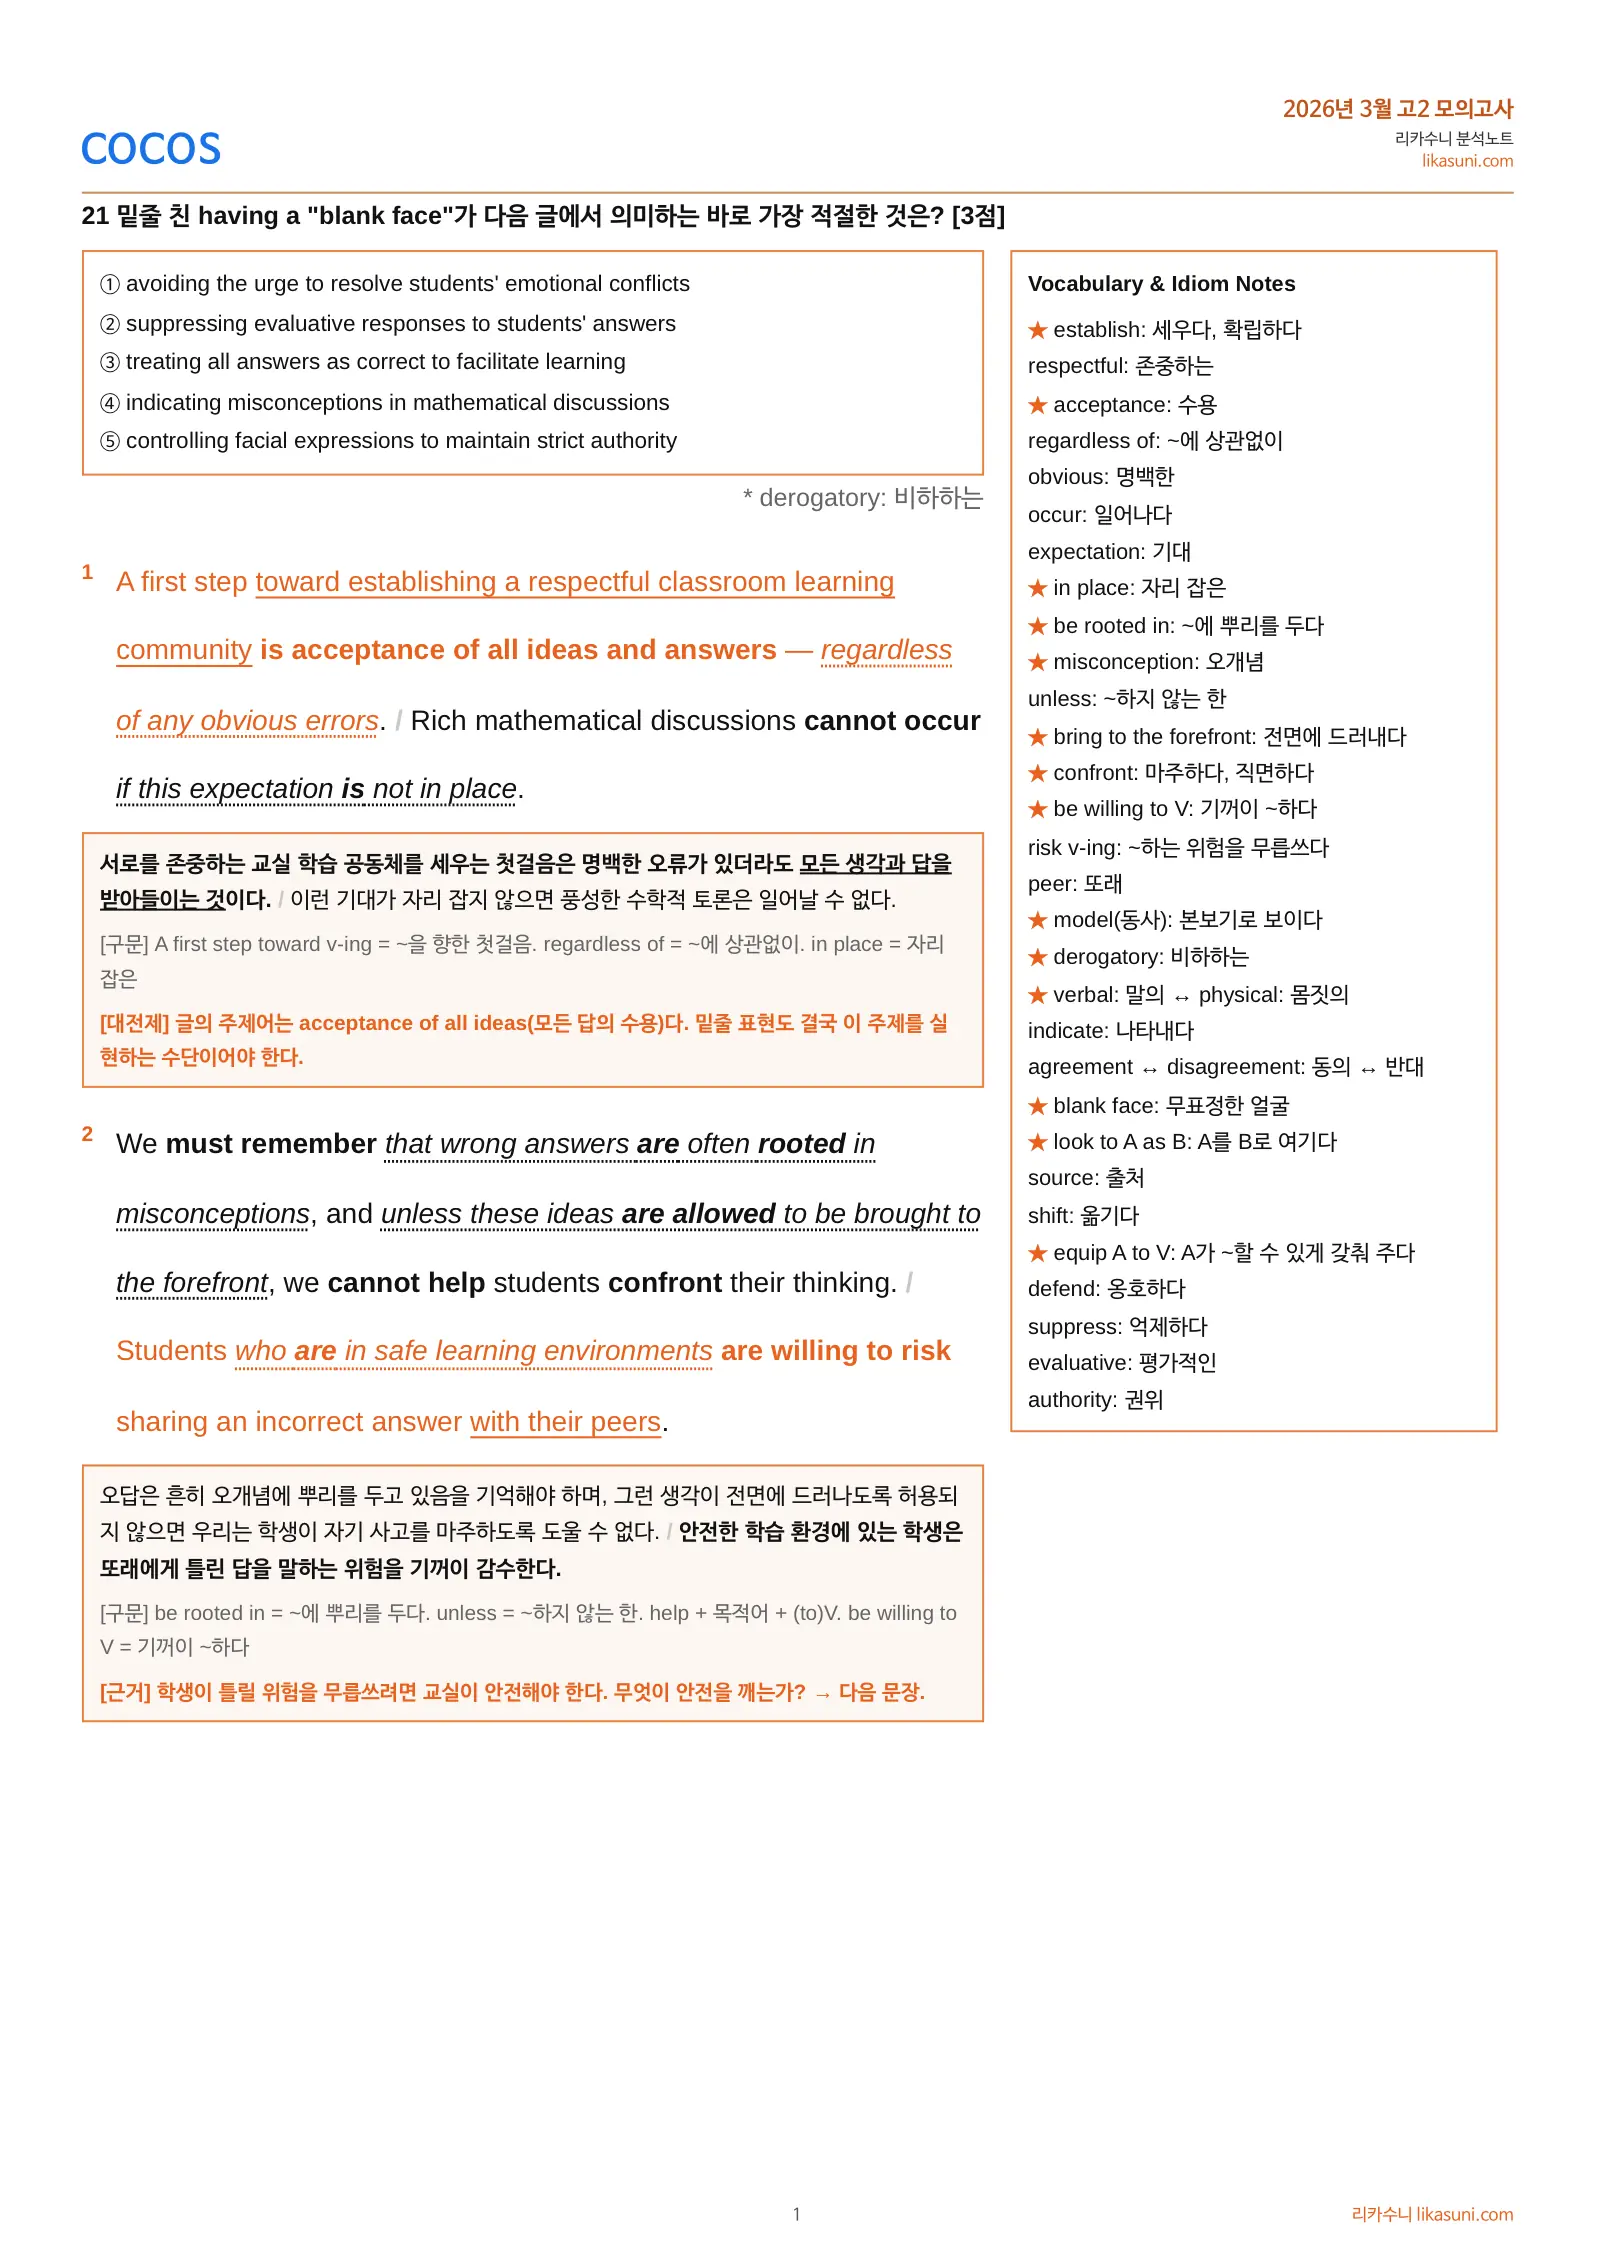 cocos
2026년 3월 고2 모의고사
리카수니 분석노트
likasuni.com
21 밑줄 친 having a "blank face"가 다음 글에서 의미하는 바로 가장 적절한 것은? [3점]
① avoiding the urge to resolve students' emotional conflicts
② suppressing evaluative responses to students' answers
③ treating all answers as correct to facilitate learning
④ indicating misconceptions in mathematical discussions
⑤ controlling facial expressions to maintain strict authority
* derogatory: 비하하는
1 A first step toward establishing a respectful classroom learning
community is acceptance of all ideas and answers — regardless
of any obvious errors. / Rich mathematical discussions cannot occur
if this expectation is not in place.
서로를 존중하는 교실 학습 공동체를 세우는 첫걸음은 명백한 오류가 있더라도 모든 생각과 답을
받아들이는 것이다. / 이런 기대가 자리 잡지 않으면 풍성한 수학적 토론은 일어날 수 없다.
[구문] A first step toward v-ing = ~을 향한 첫걸음. regardless of = ~에 상관없이. in place = 자리
잡은
[대전제] 글의 주제어는 acceptance of all ideas(모든 답의 수용)다. 밑줄 표현도 결국 이 주제를 실
현하는 수단이어야 한다.
2 We must remember that wrong answers are often rooted in
misconceptions, and unless these ideas are allowed to be brought to
the forefront, we cannot help students confront their thinking. /
Students who are in safe learning environments are willing to risk
sharing an incorrect answer with their peers.
오답은 흔히 오개념에 뿌리를 두고 있음을 기억해야 하며, 그런 생각이 전면에 드러나도록 허용되
지 않으면 우리는 학생이 자기 사고를 마주하도록 도울 수 없다. / 안전한 학습 환경에 있는 학생은
또래에게 틀린 답을 말하는 위험을 기꺼이 감수한다.
[구문] be rooted in = ~에 뿌리를 두다. unless = ~하지 않는 한. help + 목적어 + (to)V. be willing to
V = 기꺼이 ~하다
[근거] 학생이 틀릴 위험을 무릅쓰려면 교실이 안전해야 한다. 무엇이 안전을 깨는가? → 다음 문장.
Vocabulary & Idiom Notes
★ establish: 세우다, 확립하다
respectful: 존중하는
★ acceptance: 수용
regardless of: ~에 상관없이
obvious: 명백한
occur: 일어나다
expectation: 기대
★ in place: 자리 잡은
★ be rooted in: ~에 뿌리를 두다
★ misconception: 오개념
unless: ~하지 않는 한
★ bring to the forefront: 전면에 드러내다
★ confront: 마주하다, 직면하다
★ be willing to V: 기꺼이 ~하다
risk v-ing: ~하는 위험을 무릅쓰다
peer: 또래
★ model(동사): 본보기로 보이다
★ derogatory: 비하하는
★ verbal: 말의 ↔ physical: 몸짓의
indicate: 나타내다
agreement ↔ disagreement: 동의 ↔ 반대
★ blank face: 무표정한 얼굴
★ look to A as B: A를 B로 여기다
source: 출처
shift: 옮기다
★ equip A to V: A가 ~할 수 있게 갖춰 주다
defend: 옹호하다
suppress: 억제하다
evaluative: 평가적인
authority: 권위
1
리카수니 likasuni.com